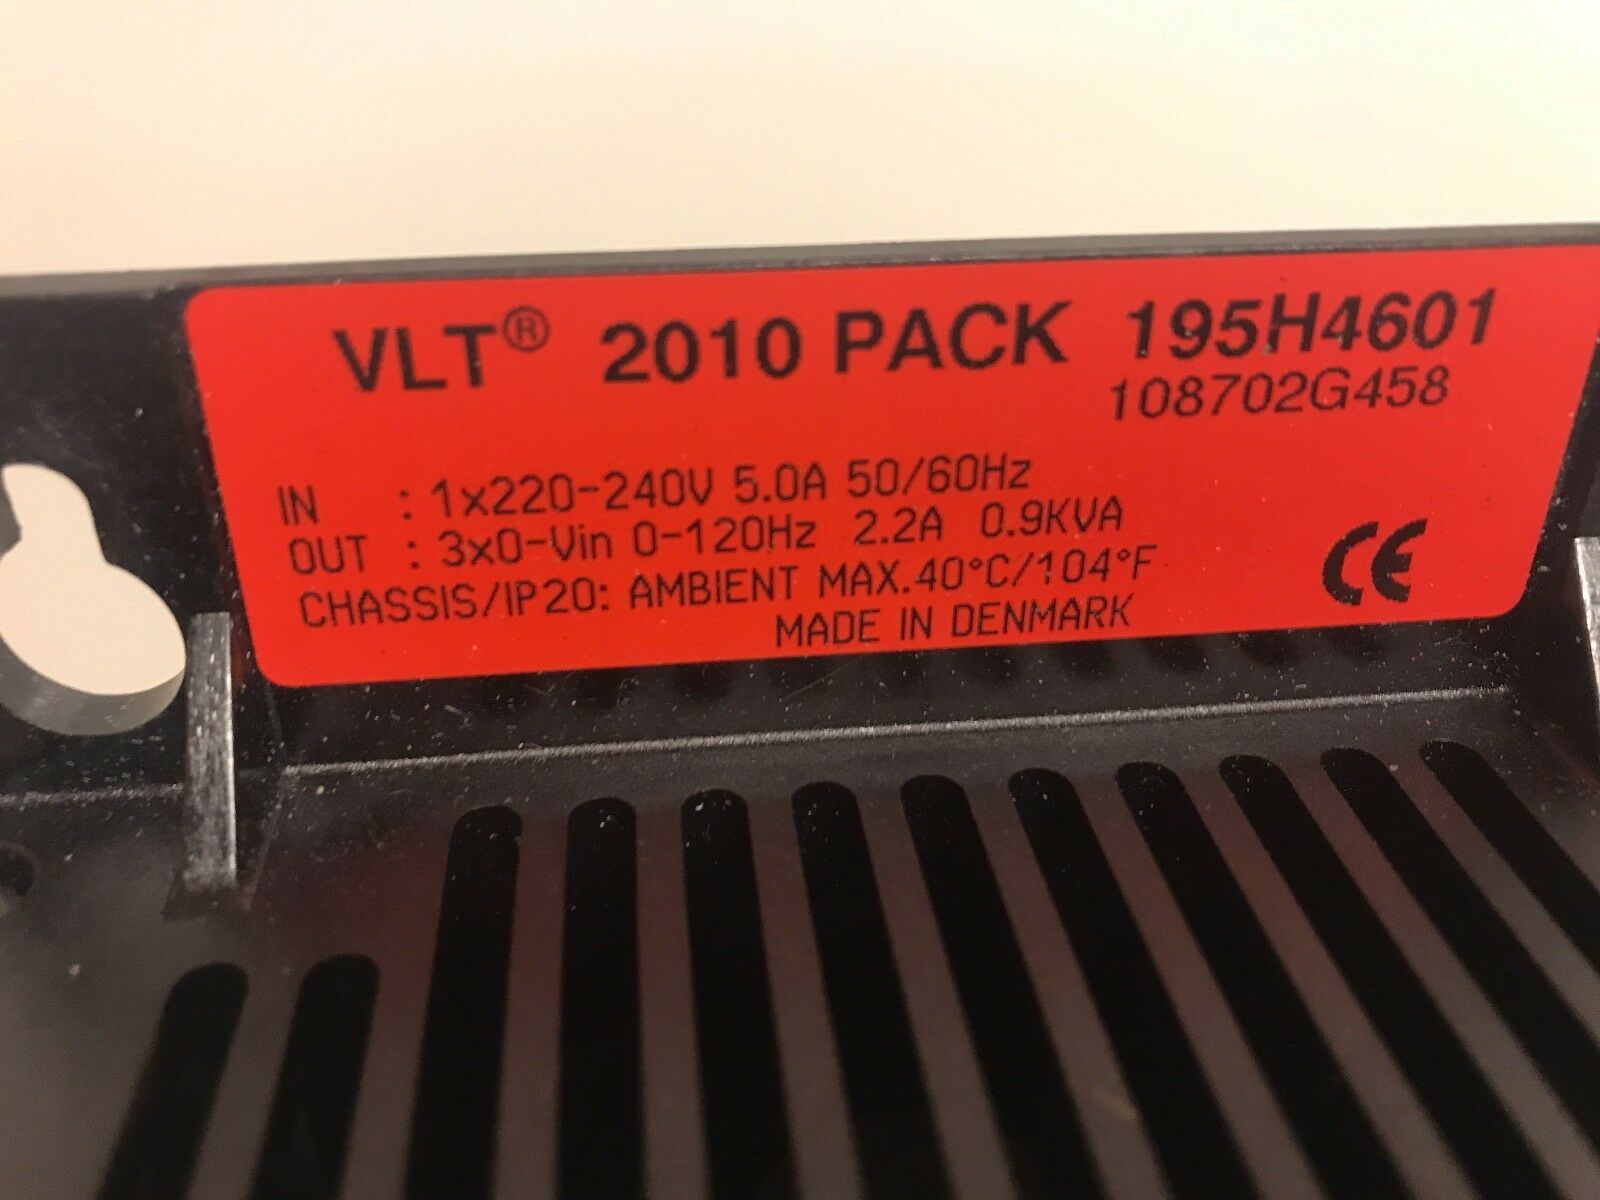 VLT® 2010 PACK 195H4601
108702G458
IN : 1x220-240V 5.0A 50/60Hz
OUT : 3x0-Vin 0-120Hz 2.2A 0.9KVA
CHASSIS/IP20: AMBIENT MAX.40°C/104°F
MADE IN DENMARK
CE